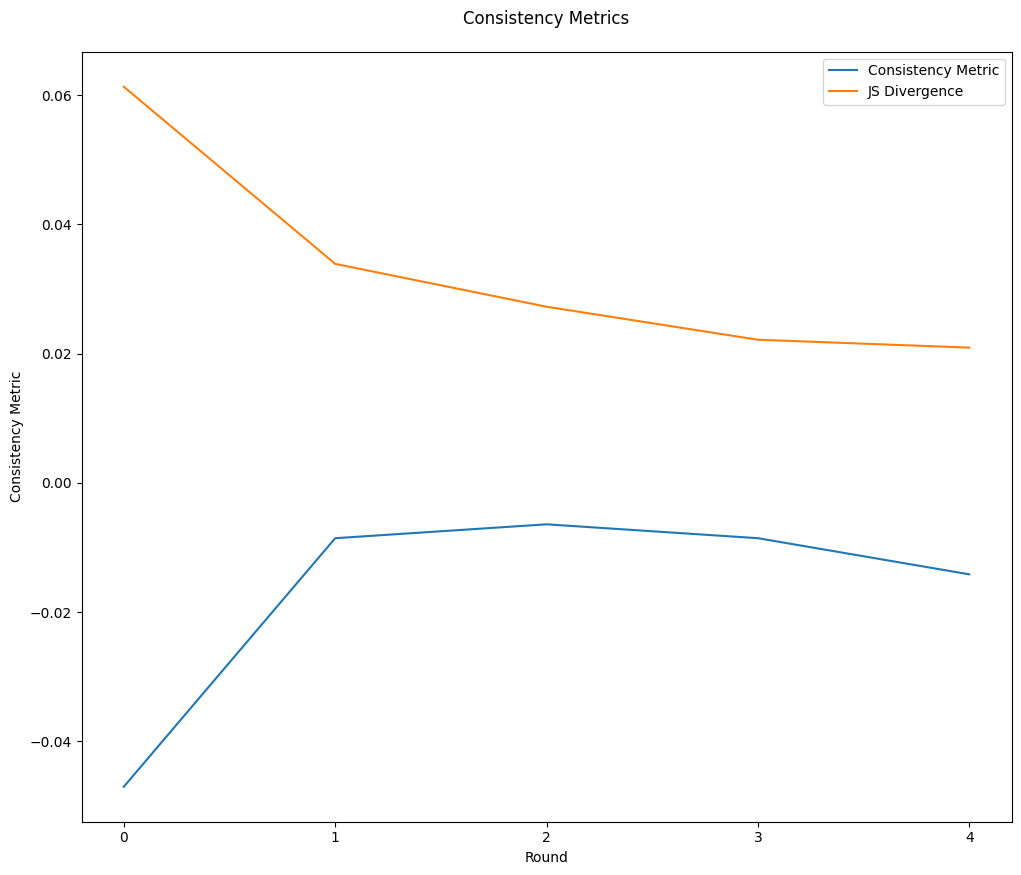 Consistency Metrics
Consistency Metric
JS Divergence
0.06
0.04
0.02
0.00
−0.02
−0.04
Consistency Metric
0 1 2 3 4
Round